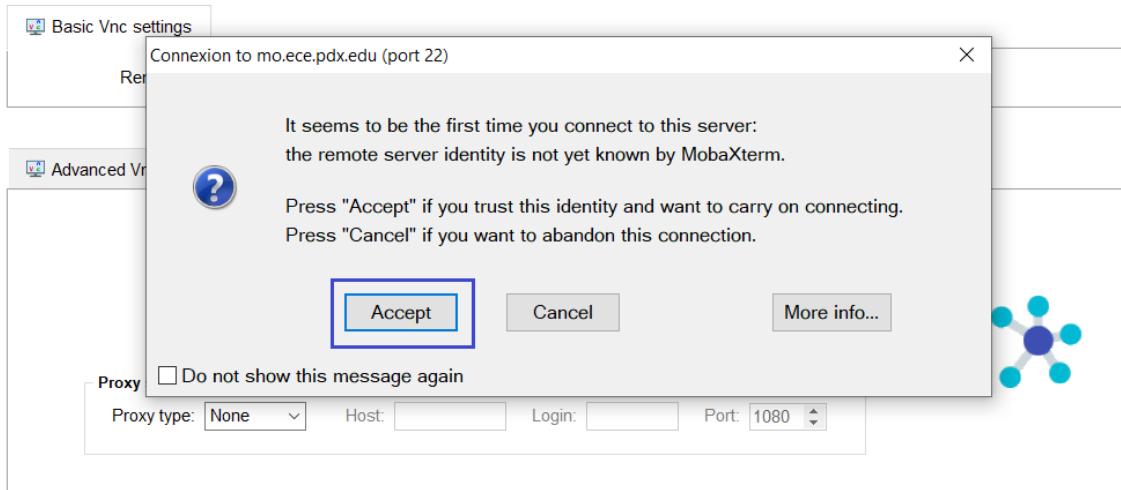 Basic Vnc settings
Connexion to mo.ece.pdx.edu (port 22)
It seems to be the first time you connect to this server:
the remote server identity is not yet known by MobaXterm.
Press "Accept" if you trust this identity and want to carry on connecting.
Press "Cancel" if you want to abandon this connection.
Advanced
Accept Cancel More info...
Do not show this message again
Proxy
Proxy type: None Host: Login: Port: 1080